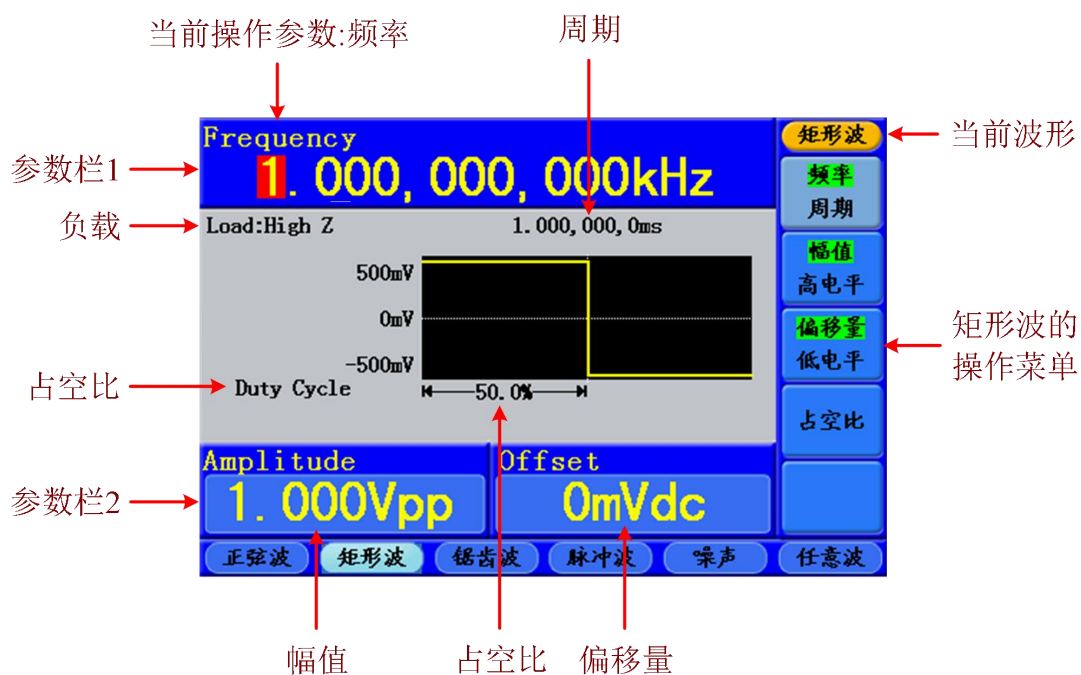 当前操作参数:频率
周期
Frequency
矩形波
当前波形
参数栏1
1.000,000,000kHz
频率
周期
负载
Load:High Z
1.000,000,0ms
500mV
幅值
高电平
0mV
偏移量
低电平
矩形波的
操作菜单
-500mV
占空比
Duty Cycle
50.0%
占空比
Amplitude
Offset
参数栏2
1.000Vpp
0mVdc
正弦波
矩形波
锯齿波
脉冲波
噪声
任意波
幅值
占空比
偏移量